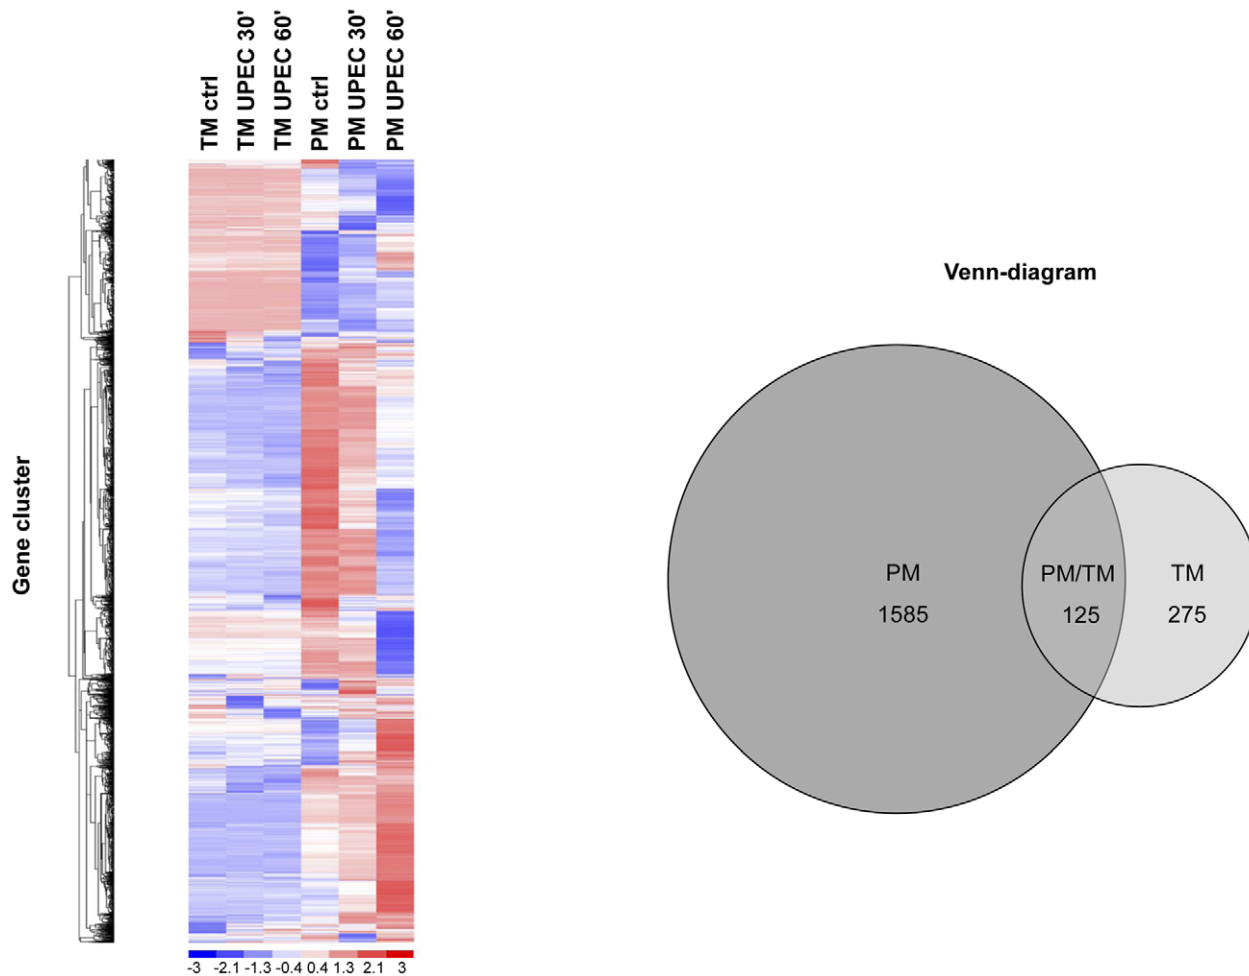 TM ctrl
TM UPEC 30'
TM UPEC 60'
PM ctrl
PM UPEC 30'
PM UPEC 60'
Gene cluster
-3 -2.1 -1.3 -0.4 0.4 1.3 2.1 3
Venn-diagram
PM PM/TM TM
1585 125 275